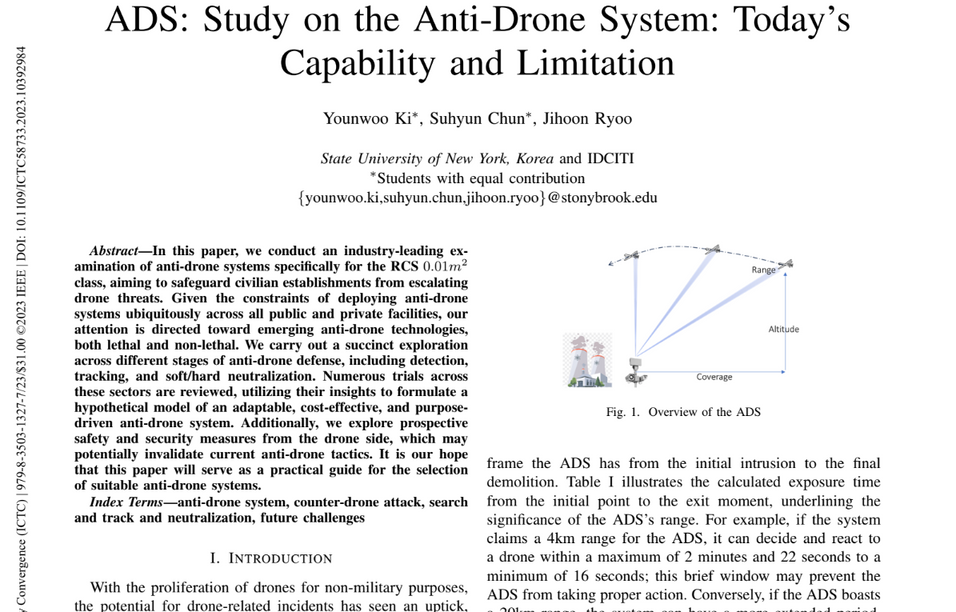 ADS: Study on the Anti-Drone System: Today's
Capability and Limitation
Younwoo Ki*, Suhyun Chun*, Jihoon Ryoo
State University of New York, Korea and IDCITI
*Students with equal contribution
{younwoo.ki,suhyun.chun,jihoon.ryoo}@stonybrook.edu
Abstract—In this paper, we conduct an industry-leading ex-
amination of anti-drone systems specifically for the RCS 0.01m²
class, aiming to safeguard civilian establishments from escalating
drone threats. Given the constraints of deploying anti-drone
systems ubiquitously across all public and private facilities, our
attention is directed toward emerging anti-drone technologies,
both lethal and non-lethal. We carry out a succinct exploration
across different stages of anti-drone defense, including detection,
tracking, and soft/hard neutralization. Numerous trials across
these sectors are reviewed, utilizing their insights to formulate a
hypothetical model of an adaptable, cost-effective, and purpose-
driven anti-drone system. Additionally, we explore prospective
safety and security measures from the drone side, which may
potentially invalidate current anti-drone tactics. It is our hope
that this paper will serve as a practical guide for the selection
of suitable anti-drone systems.
Index Terms—anti-drone system, counter-drone attack, search
and track and neutralization, future challenges
I. INTRODUCTION
With the proliferation of drones for non-military purposes,
the potential for drone-related incidents has seen an uptick,
Range
Altitude
Coverage
Fig. 1. Overview of the ADS
frame the ADS has from the initial intrusion to the final
demolition. Table I illustrates the calculated exposure time
from the initial point to the exit moment, underlining the
significance of the ADS's range. For example, if the system
claims a 4km range for the ADS, it can decide and react to
a drone within a maximum of 2 minutes and 22 seconds to a
minimum of 16 seconds; this brief window may prevent the
ADS from taking proper action. Conversely, if the ADS boasts
a 20km range, the system can have a more extended period
y Convergence (ICTC) | 979-8-3503-1327-7/23/$31.00 ©2023 IEEE | DOI: 10.1109/ICTC58733.2023.10392984